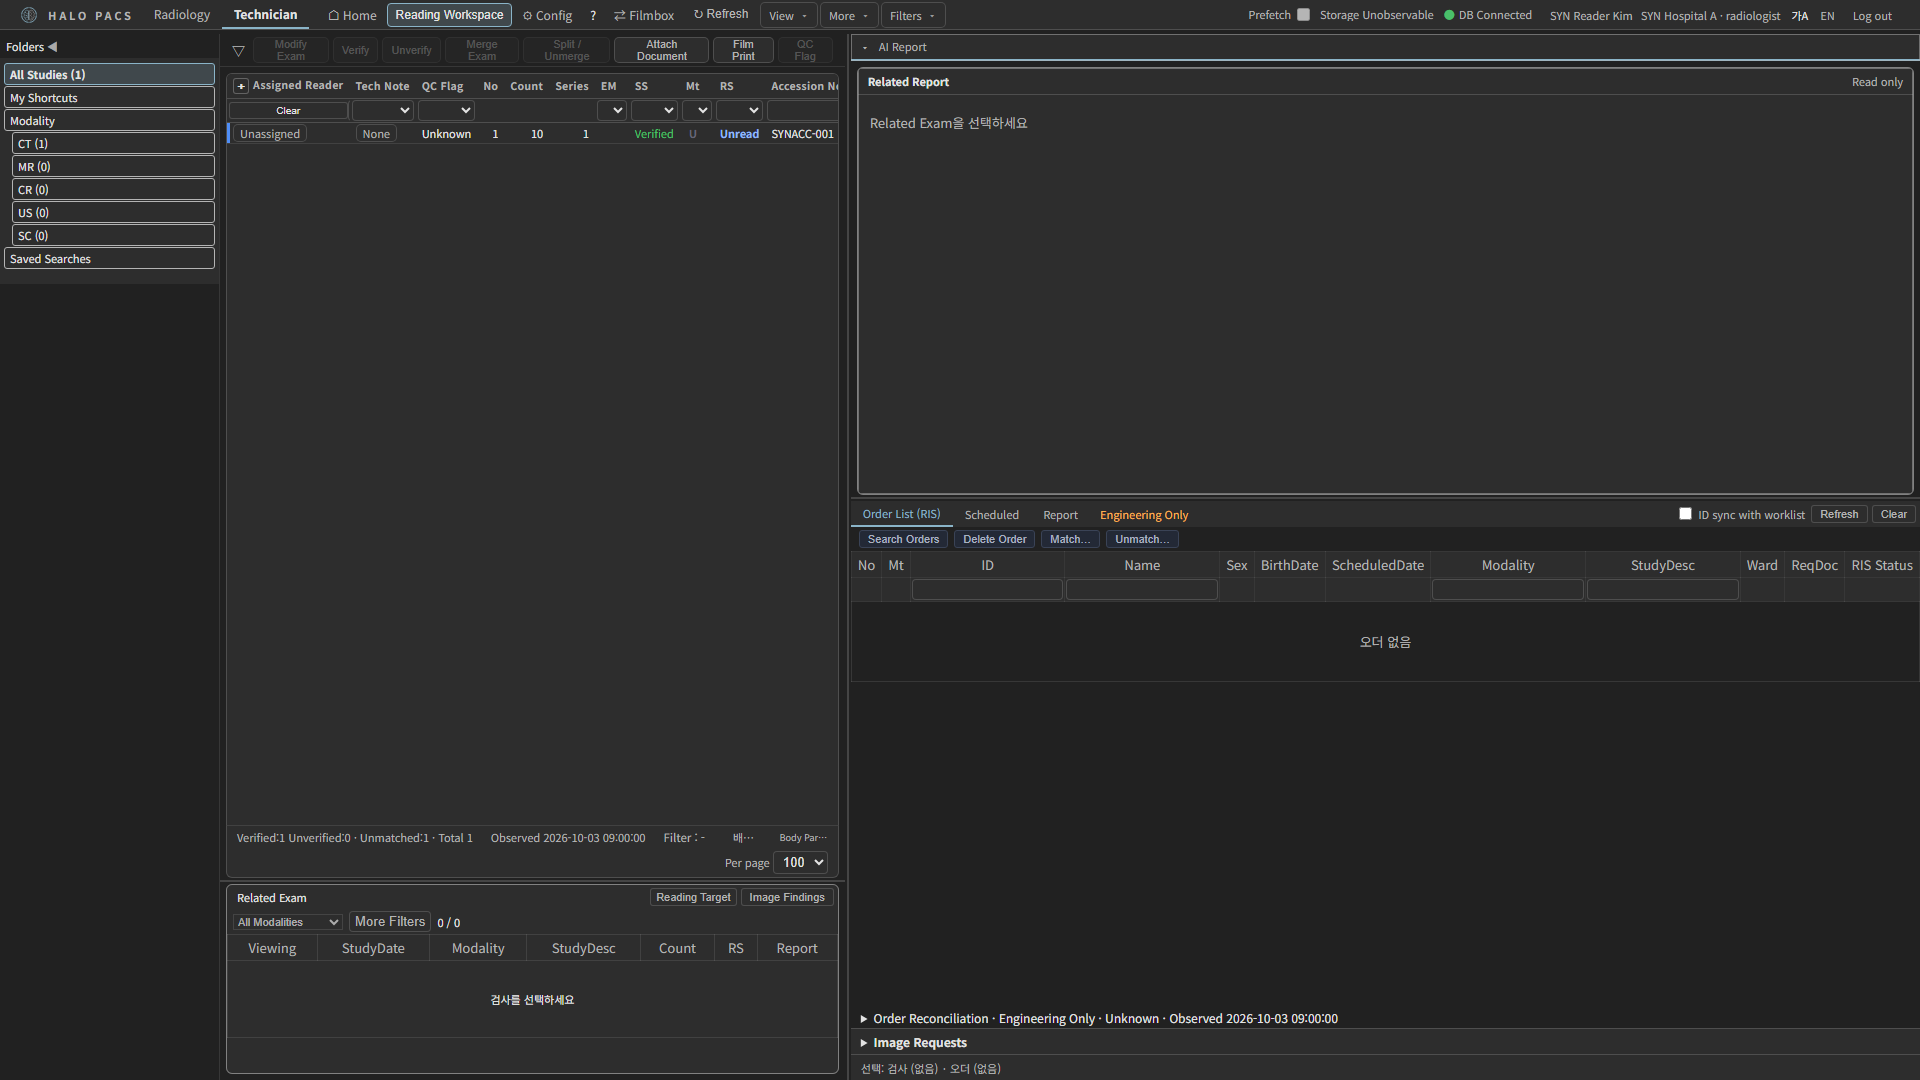 HALO PACS Radiology Technician Home Reading Workspace Config ? Filmbox Refresh View More Filters Prefetch Storage Unobservable DB Connected SYN Reader Kim SYN Hospital A · radiologist 가A EN Log out
Folders
All Studies (1)
My Shortcuts
Modality
CT (1)
MR (0)
CR (0)
US (0)
SC (0)
Saved Searches
Modify Exam Verify Unverify Merge Exam Split / Unmerge Attach Document Film Print QC Flag
Assigned Reader Tech Note QC Flag No Count Series EM SS Mt RS Accession N
Clear
Unassigned None Unknown 1 10 1 Verified U Unread SYNACC-001
Verified:1 Unverified:0 · Unmatched:1 · Total 1 Observed 2026-10-03 09:00:00 Filter : - 배… Body Par…
Per page 100
Related Exam Reading Target Image Findings
All Modalities More Filters 0 / 0
Viewing StudyDate Modality StudyDesc Count RS Report
검사를 선택하세요
AI Report
Related Report Read only
Related Exam을 선택하세요
Order List (RIS) Scheduled Report Engineering Only ID sync with worklist Refresh Clear
Search Orders Delete Order Match... Unmatch...
No Mt ID Name Sex BirthDate ScheduledDate Modality StudyDesc Ward ReqDoc RIS Status
오더 없음
Order Reconciliation · Engineering Only · Unknown · Observed 2026-10-03 09:00:00
Image Requests
선택: 검사 (없음) · 오더 (없음)